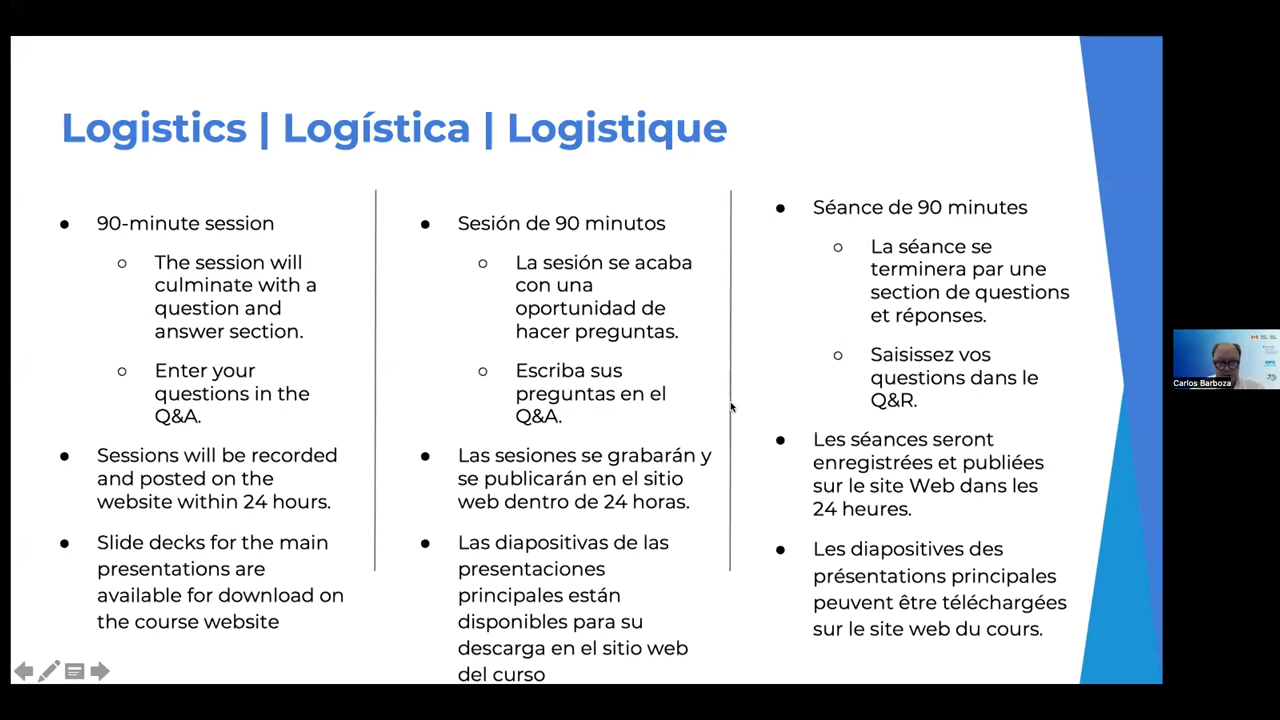 Logistics | Logística | Logistique
● 90-minute session
○ The session will
culminate with a
question and
answer section.
○ Enter your
questions in the
Q&A.
● Sessions will be recorded
and posted on the
website within 24 hours.
● Slide decks for the main
presentations are
available for download on
the course website
● Sesión de 90 minutos
○ La sesión se acaba
con una
oportunidad de
hacer preguntas.
○ Escriba sus
preguntas en el
Q&A.
● Las sesiones se grabarán y
se publicarán en el sitio
web dentro de 24 horas.
● Las diapositivas de las
presentaciones
principales están
disponibles para su
descarga en el sitio web
del curso
● Séance de 90 minutes
○ La séance se
terminera par une
section de questions
et réponses.
○ Saisissez vos
questions dans le
Q&R.
● Les séances seront
enregistrées et publiées
sur le site Web dans les
24 heures.
● Les diapositives des
présentations principales
peuvent être téléchargées
sur le site web du cours.
Carlos Barboza